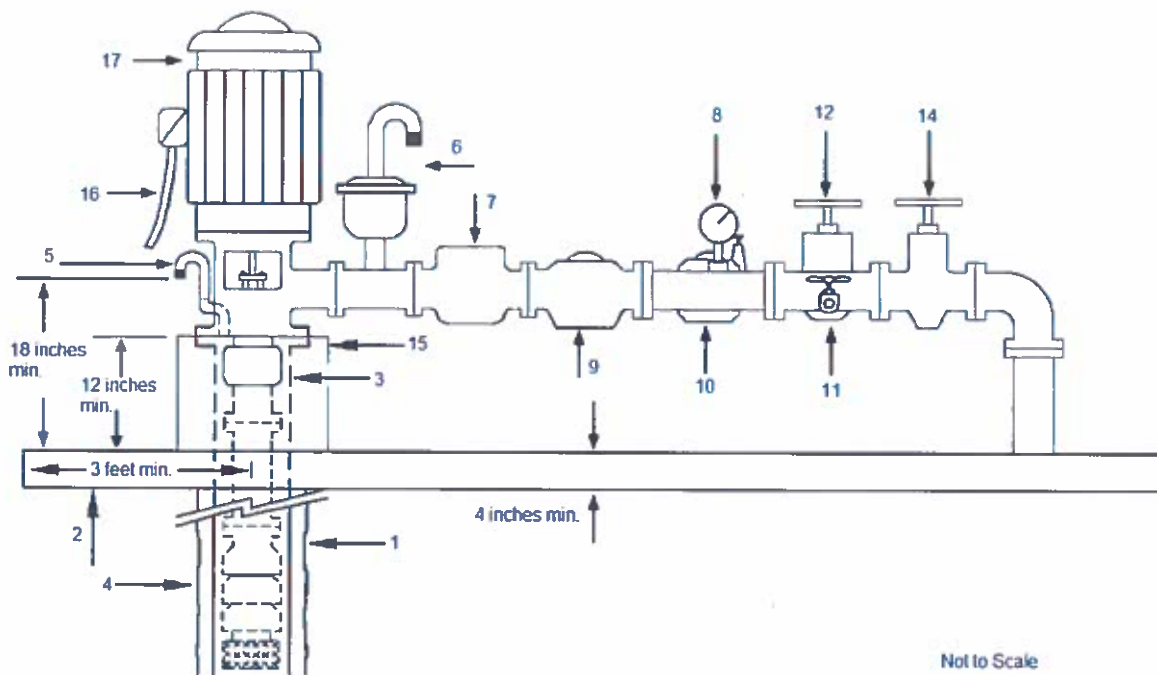 17
16
5
6
7
8
12
14
18 inches
min.
12 inches
min.
15
3
9
10
11
3 feet min.
2
4 inches min.
1
4
Not to Scale